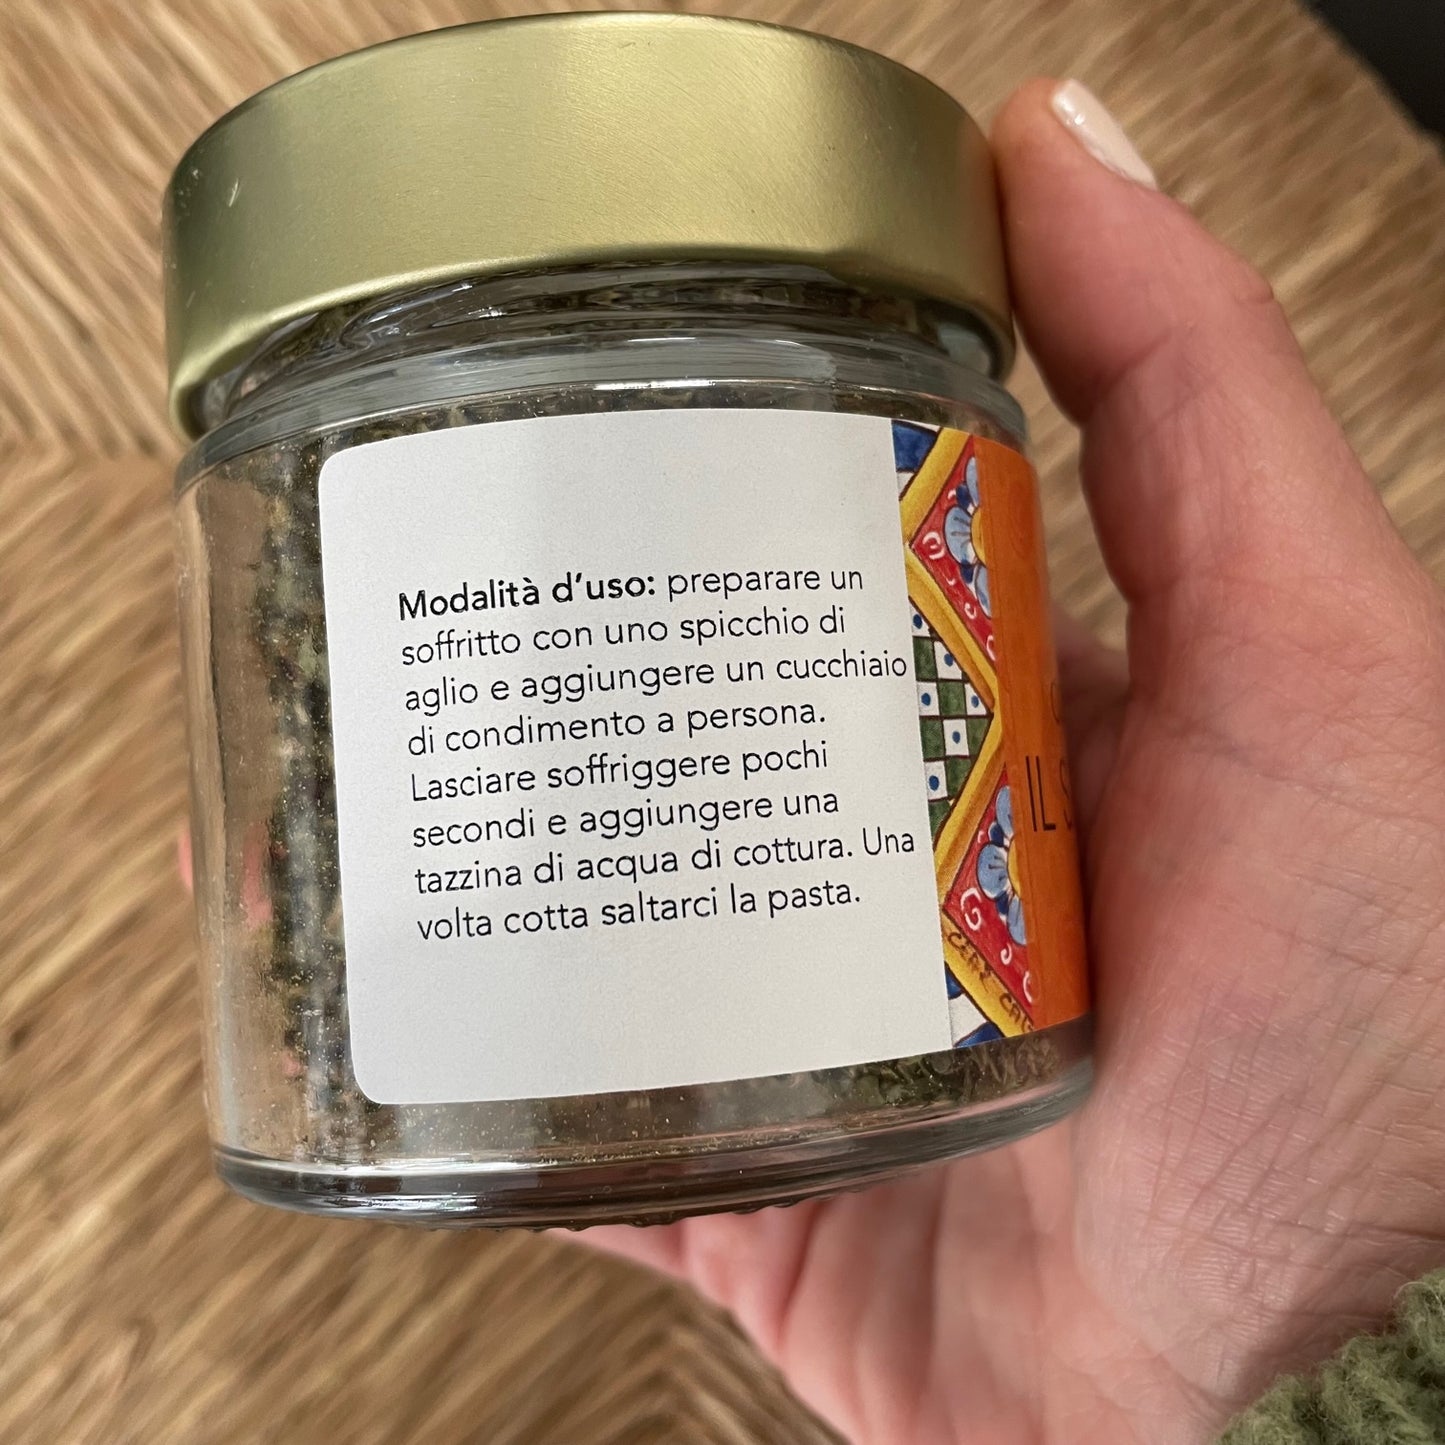 Modalità d'uso: preparare un
soffritto con uno spicchio di
aglio e aggiungere un cucchiaio
di condimento a persona.
Lasciare soffriggere pochi
secondi e aggiungere una
tazzina di acqua di cottura. Una
volta cotta saltarci la pasta.
IL